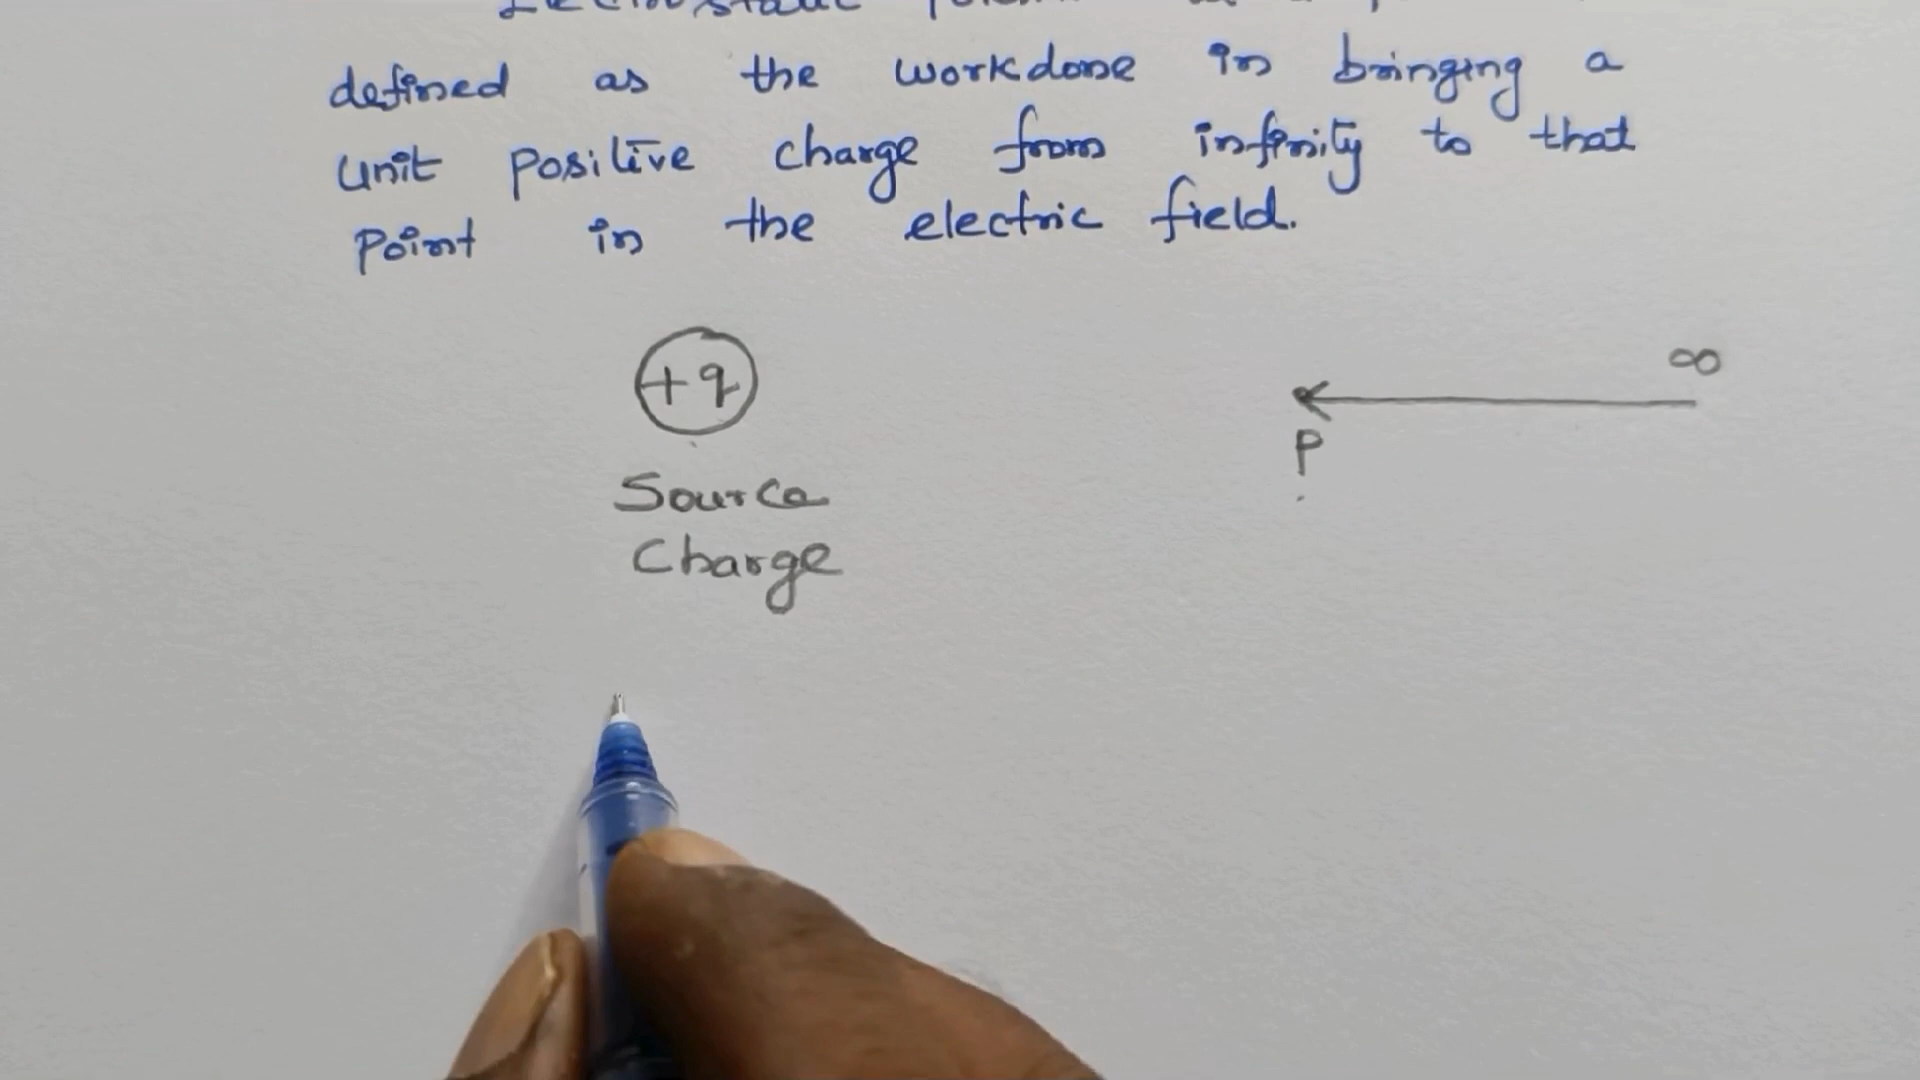 defined as the workdone in bringing a
unit positive charge from infinity to that
point in the electric field.
+q
∞
P
Source
Charge